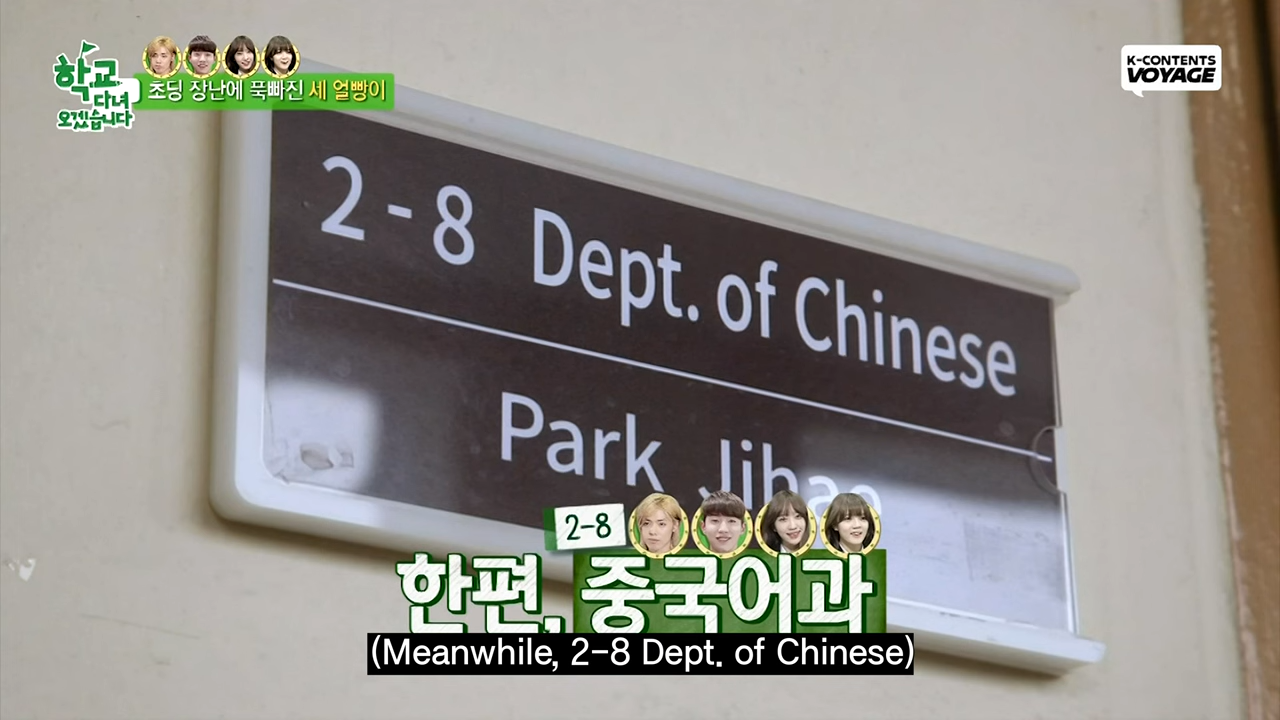 학교
다녀
오겠습니다
초딩 장난에 푹빠진 세 얼빵이
K-CONTENTS
VOYAGE
2-8 Dept. of Chinese
Park
2-8
한편, 중국어과
(Meanwhile, 2-8 Dept. of Chinese)